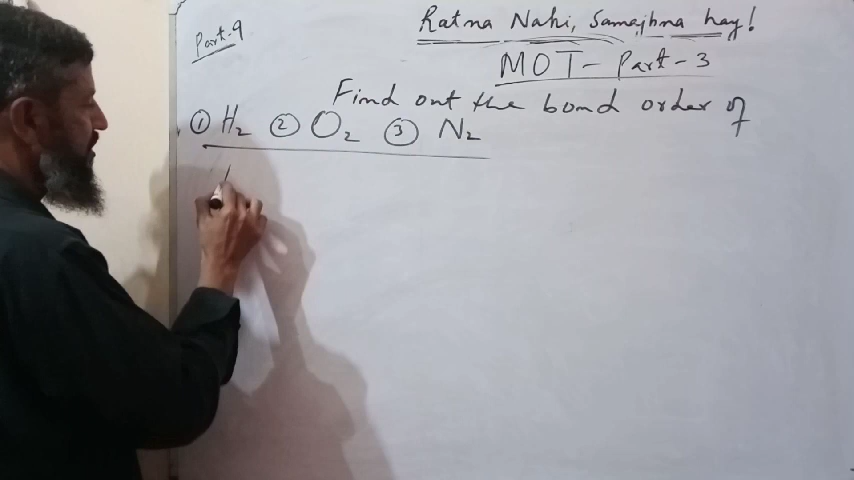 Part-9
Ratna Nahi, Samajhna hay!
MOT - Part - 3
Find out the bond order of
① H₂ ② O₂ ③ N₂